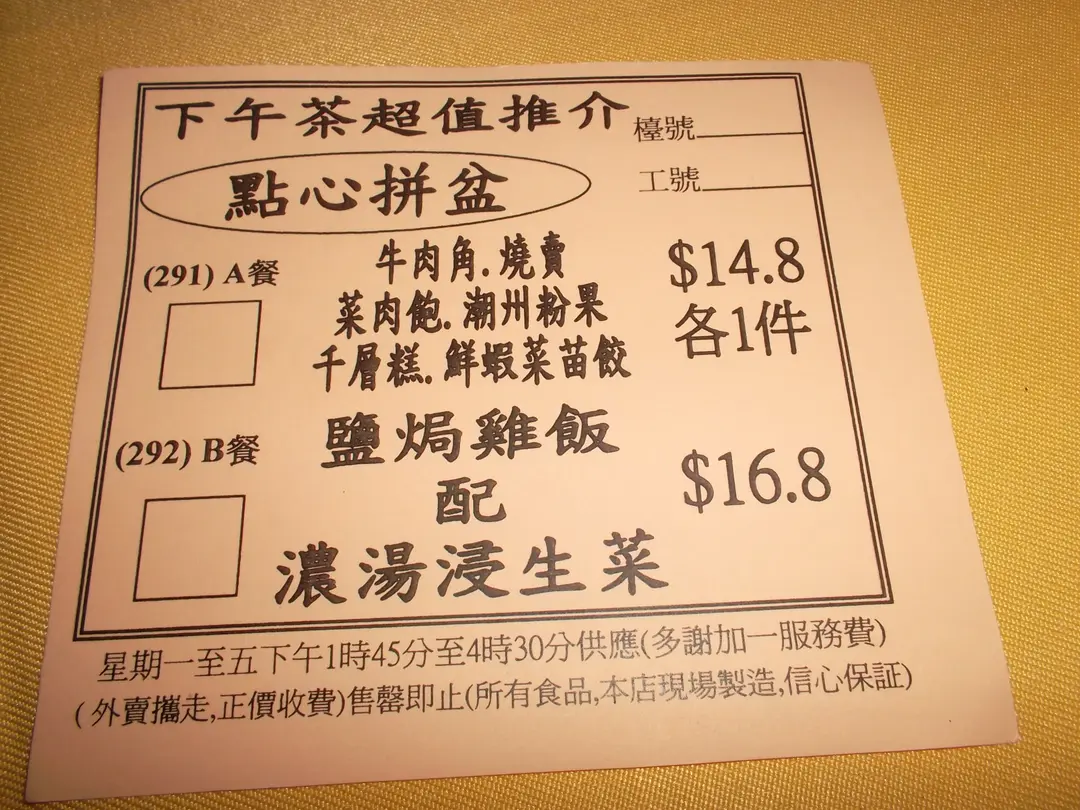 下午茶超值推介
檯號
點心拼盆
工號
(291) A餐
牛肉角.燒賣
菜肉飽.潮州粉果
千層糕.鮮蝦菜苗餃
$14.8
各1件
(292) B餐
鹽焗雞飯
配
濃湯浸生菜
$16.8
星期一至五下午1時45分至4時30分供應(多謝加一服務費)
(外賣攜走,正價收費)售罄即止(所有食品,本店現場製造,信心保証)